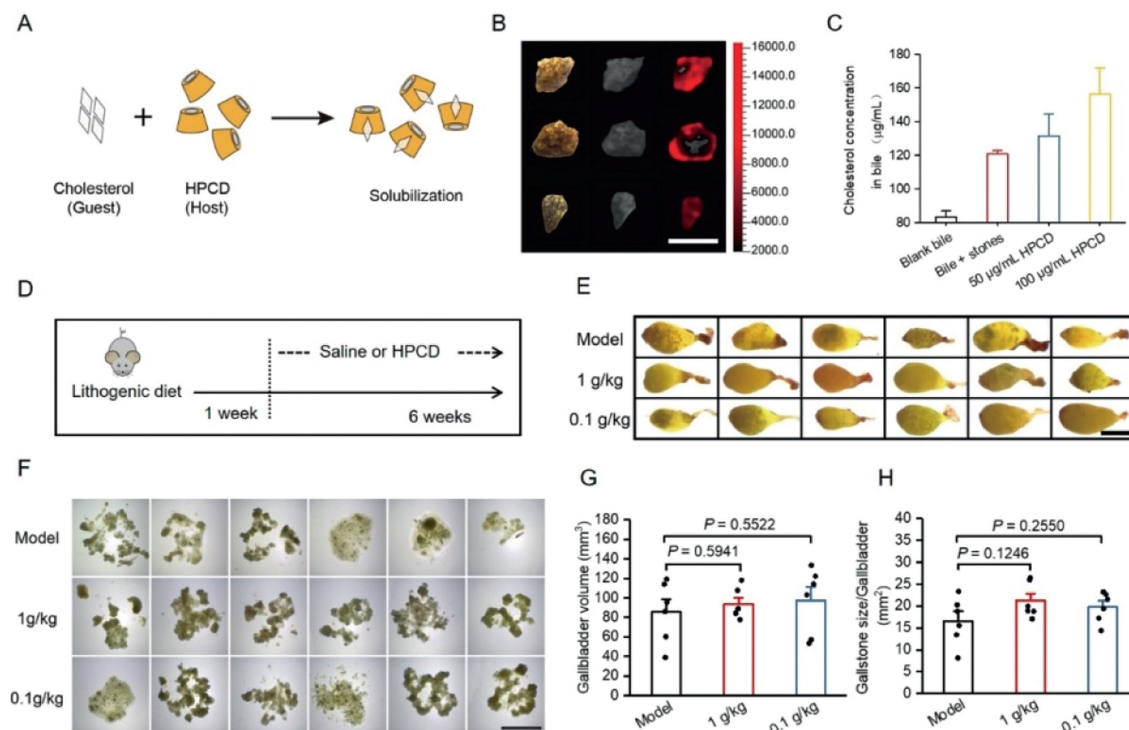 A
Cholesterol
(Guest)
+
HPCD
(Host)
Solubilization
B
16000.0
14000.0
12000.0
10000.0
8000.0
6000.0
4000.0
2000.0
C
Cholesterol concentration
in bile (μg/mL)
180
160
140
120
100
80
Blank bile
Bile + stones
50 μg/mL HPCD
100 μg/mL HPCD
D
Saline or HPCD
Lithogenic diet
1 week
6 weeks
E
Model
1 g/kg
0.1 g/kg
F
Model
1g/kg
0.1g/kg
G
Gallbladder volume (mm³)
180
160
140
120
100
80
60
40
20
0
P = 0.5522
P = 0.5941
Model
1 g/kg
0.1 g/kg
H
Gallstone size/Gallbladder
(mm²)
40
35
30
25
20
15
10
5
0
P = 0.2550
P = 0.1246
Model
1 g/kg
0.1 g/kg